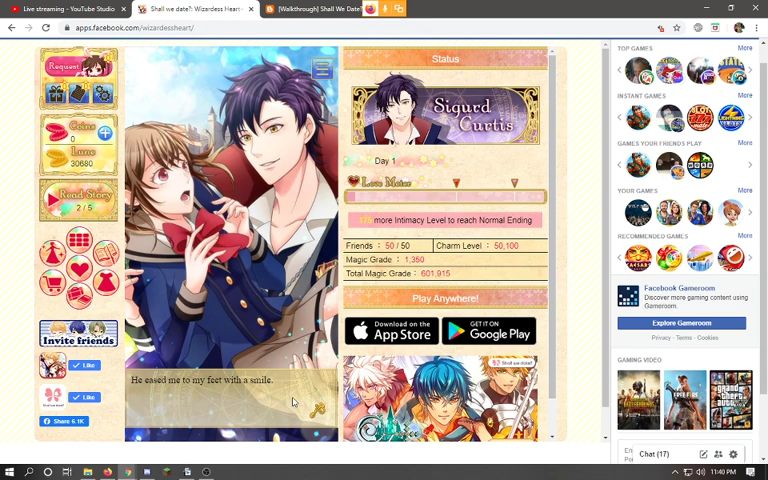 Live streaming - YouTube Studio
Shall we date?: Wizardess Heart -
[Walkthrough] Shall We Date?
apps.facebook.com/wizardessheart/
Request
Coins
0
Lune
30680
Read Story
2 / 5
Invite friends
Like
Like
Share 6.1K
He eased me to my feet with a smile.
Status
Sigurd
Curtis
Day 1
Love Meter
more Intimacy Level to reach Normal Ending
Friends : 50 / 50
Charm Level : 50,100
Magic Grade : 1,350
Total Magic Grade : 601,915
Play Anywhere!
Download on the
App Store
GET IT ON
Google Play
Shall we date?
TOP GAMES
More
INSTANT GAMES
More
GAMES YOUR FRIENDS PLAY
More
YOUR GAMES
More
RECOMMENDED GAMES
More
Facebook Gameroom
Discover more gaming content using
Gameroom.
Explore Gameroom
Privacy · Terms · Cookies
GAMING VIDEO
Chat (17)
11:40 PM